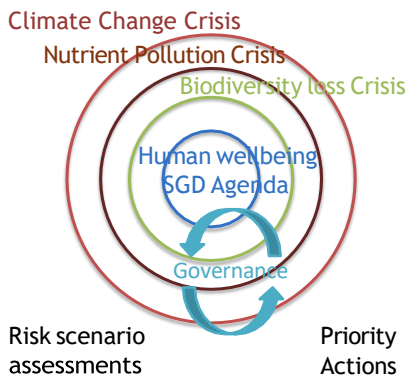 Climate Change Crisis
Nutrient Pollution Crisis
Biodiversity loss Crisis
Human wellbeing
SGD Agenda
Governance
Risk scenario
assessments
Priority
Actions